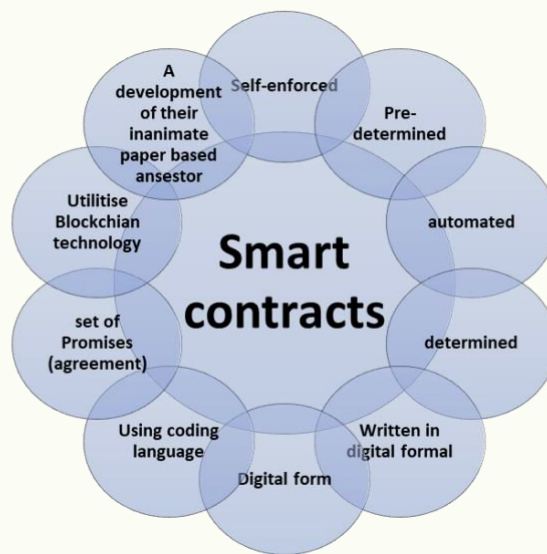 Smart
contracts
Self-enforced
Pre-
determined
automated
determined
Written in
digital formal
Digital form
Using coding
language
set of
Promises
(agreement)
Utilitise
Blockchian
technology
A
development
of their
inanimate
paper based
ansestor